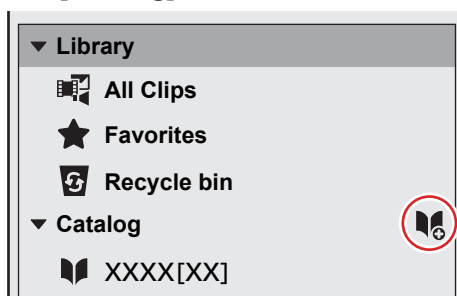 Library
All Clips
Favorites
Recycle bin
Catalog
XXXX[XX]